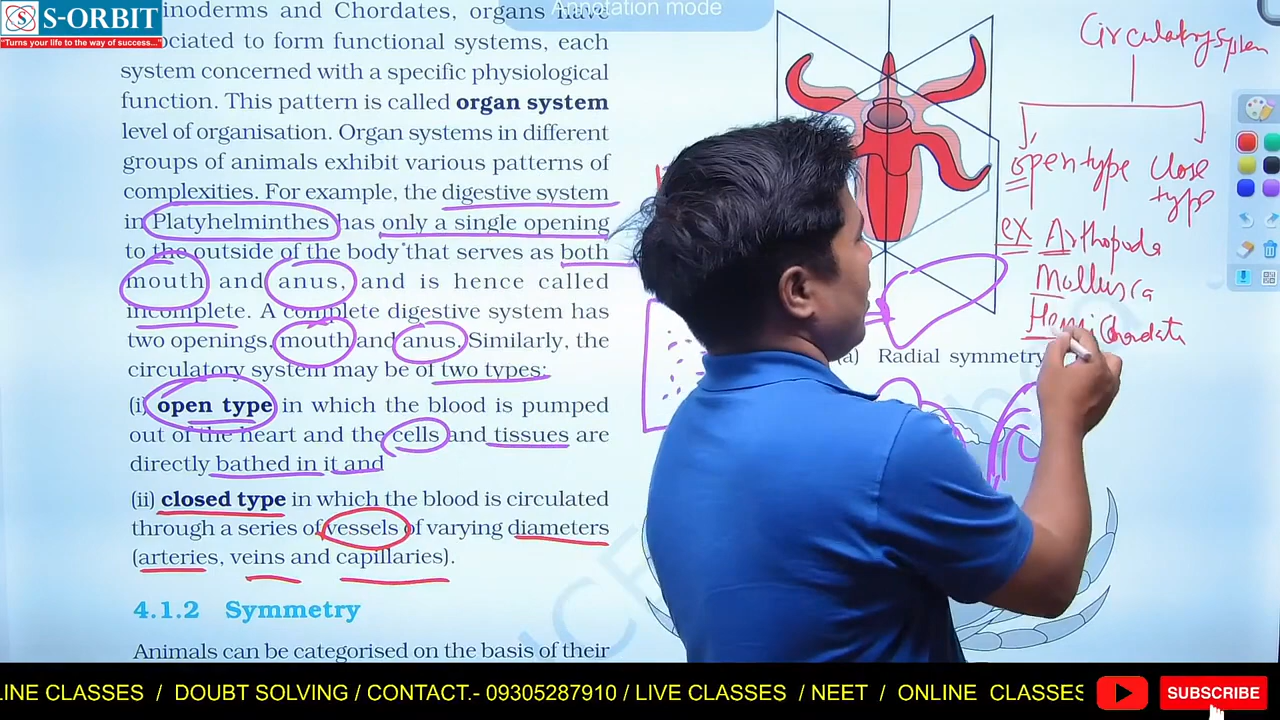 S-ORBIT
"Turns your life to the way of success..."
Annotation mode
inoderms and Chordates, organs have
ociated to form functional systems, each
system concerned with a specific physiological
function. This pattern is called organ system
level of organisation. Organ systems in different
groups of animals exhibit various patterns of
complexities. For example, the digestive system
in Platyhelminthes has only a single opening
to the outside of the body that serves as both
mouth and anus, and is hence called
incomplete. A complete digestive system has
two openings, mouth and anus. Similarly, the
circulatory system may be of two types:
(i) open type in which the blood is pumped
out of the heart and the cells and tissues are
directly bathed in it and
(ii) closed type in which the blood is circulated
through a series of vessels of varying diameters
(arteries, veins and capillaries).
4.1.2 Symmetry
Animals can be categorised on the basis of their
Circulatory system
open type Close
type
ex Arthopoda
Mollusca
Hemichordata
(a) Radial symmetry
LINE CLASSES / DOUBT SOLVING / CONTACT.- 09305287910 / LIVE CLASSES / NEET / ONLINE CLASSES
SUBSCRIBE